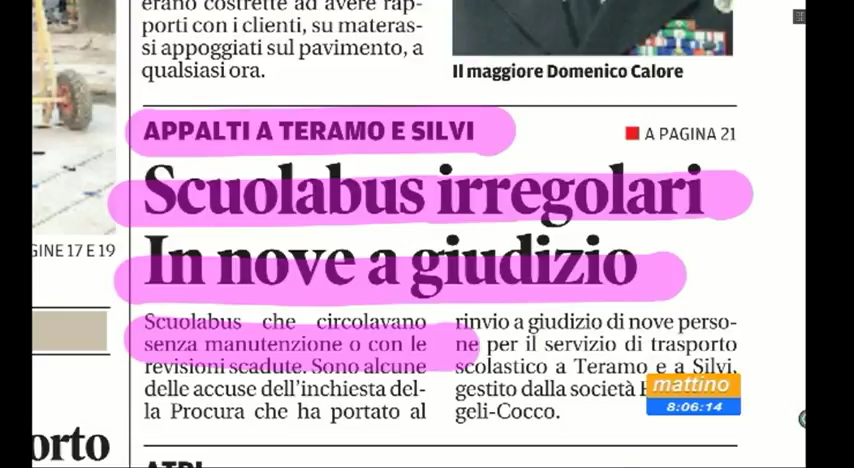 erano costrette ad avere rap-
porti con i clienti, su materas-
si appoggiati sul pavimento, a
qualsiasi ora.
Il maggiore Domenico Calore
GINE 17 E 19
orto
APPALTI A TERAMO E SILVI
A PAGINA 21
Scuolabus irregolari
In nove a giudizio
Scuolabus che circolavano
senza manutenzione o con le
revisioni scadute. Sono alcune
delle accuse dell'inchiesta del-
la Procura che ha portato al
rinvio a giudizio di nove perso-
ne per il servizio di trasporto
scolastico a Teramo e a Silvi,
gestito dalla società
geli-Cocco.
mattino
8:06:14
ATRI